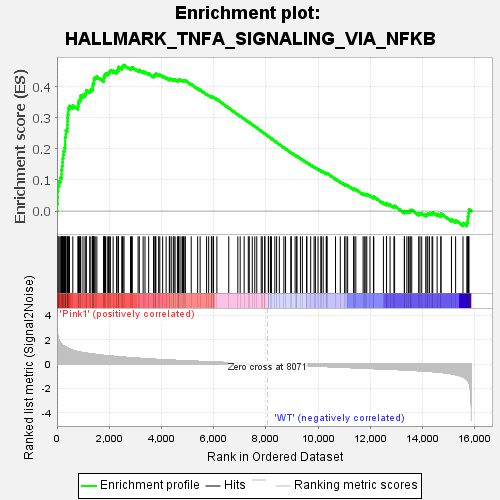 Enrichment plot:
HALLMARK_TNFA_SIGNALING_VIA_NFKB
Enrichment score (ES)
0.4
0.3
0.2
0.1
0.0
'Pink1' (positively correlated)
Ranked list metric (Signal2Noise)
4
2
0
-2
-4
Zero cross at 8071
'WT' (negatively correlated)
0
2,000
4,000
6,000
8,000
10,000
12,000
14,000
16,000
Rank in Ordered Dataset
Enrichment profile
Hits
Ranking metric scores